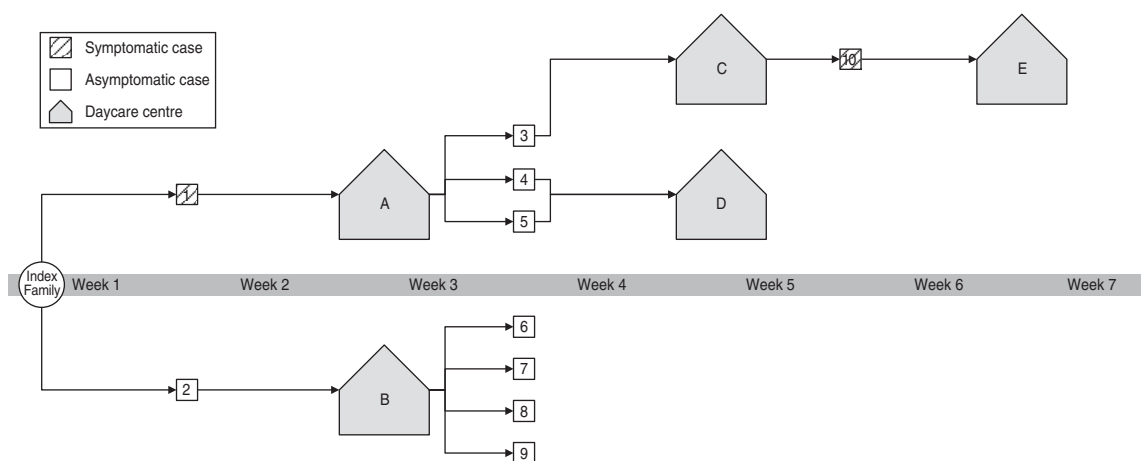 Symptomatic case
Asymptomatic case
Daycare centre
C
10
E
3
1
A
4
5
D
Index
Family
Week 1
Week 2
Week 3
Week 4
Week 5
Week 6
Week 7
6
2
B
7
8
9